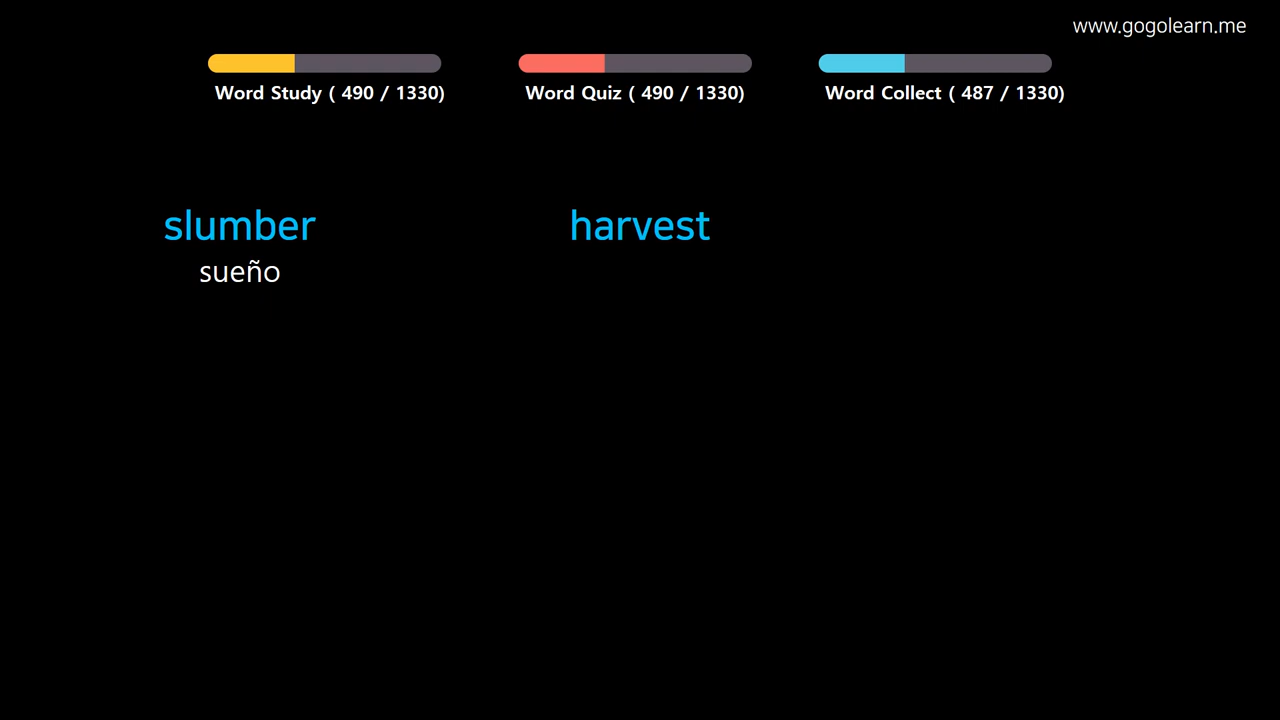 www.gogolearn.me
Word Study ( 490 / 1330)
Word Quiz ( 490 / 1330)
Word Collect ( 487 / 1330)
slumber
sueño
harvest